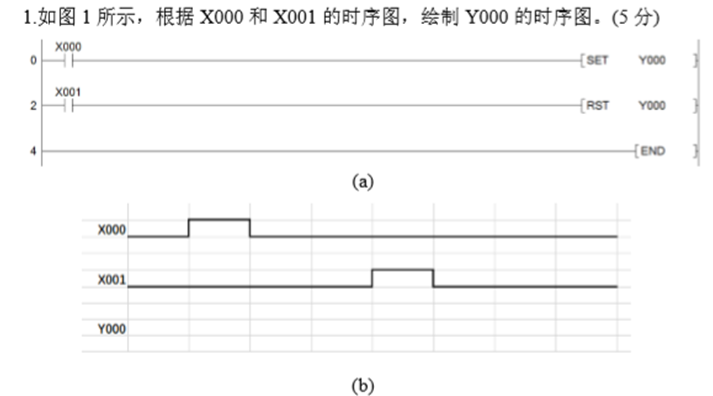 1.如图 1 所示，根据 X000 和 X001 的时序图，绘制 Y000 的时序图。(5 分)
X000
0 [SET Y000 ]
X001
2 [RST Y000 ]
4 [END ]
(a)
X000
X001
Y000
(b)